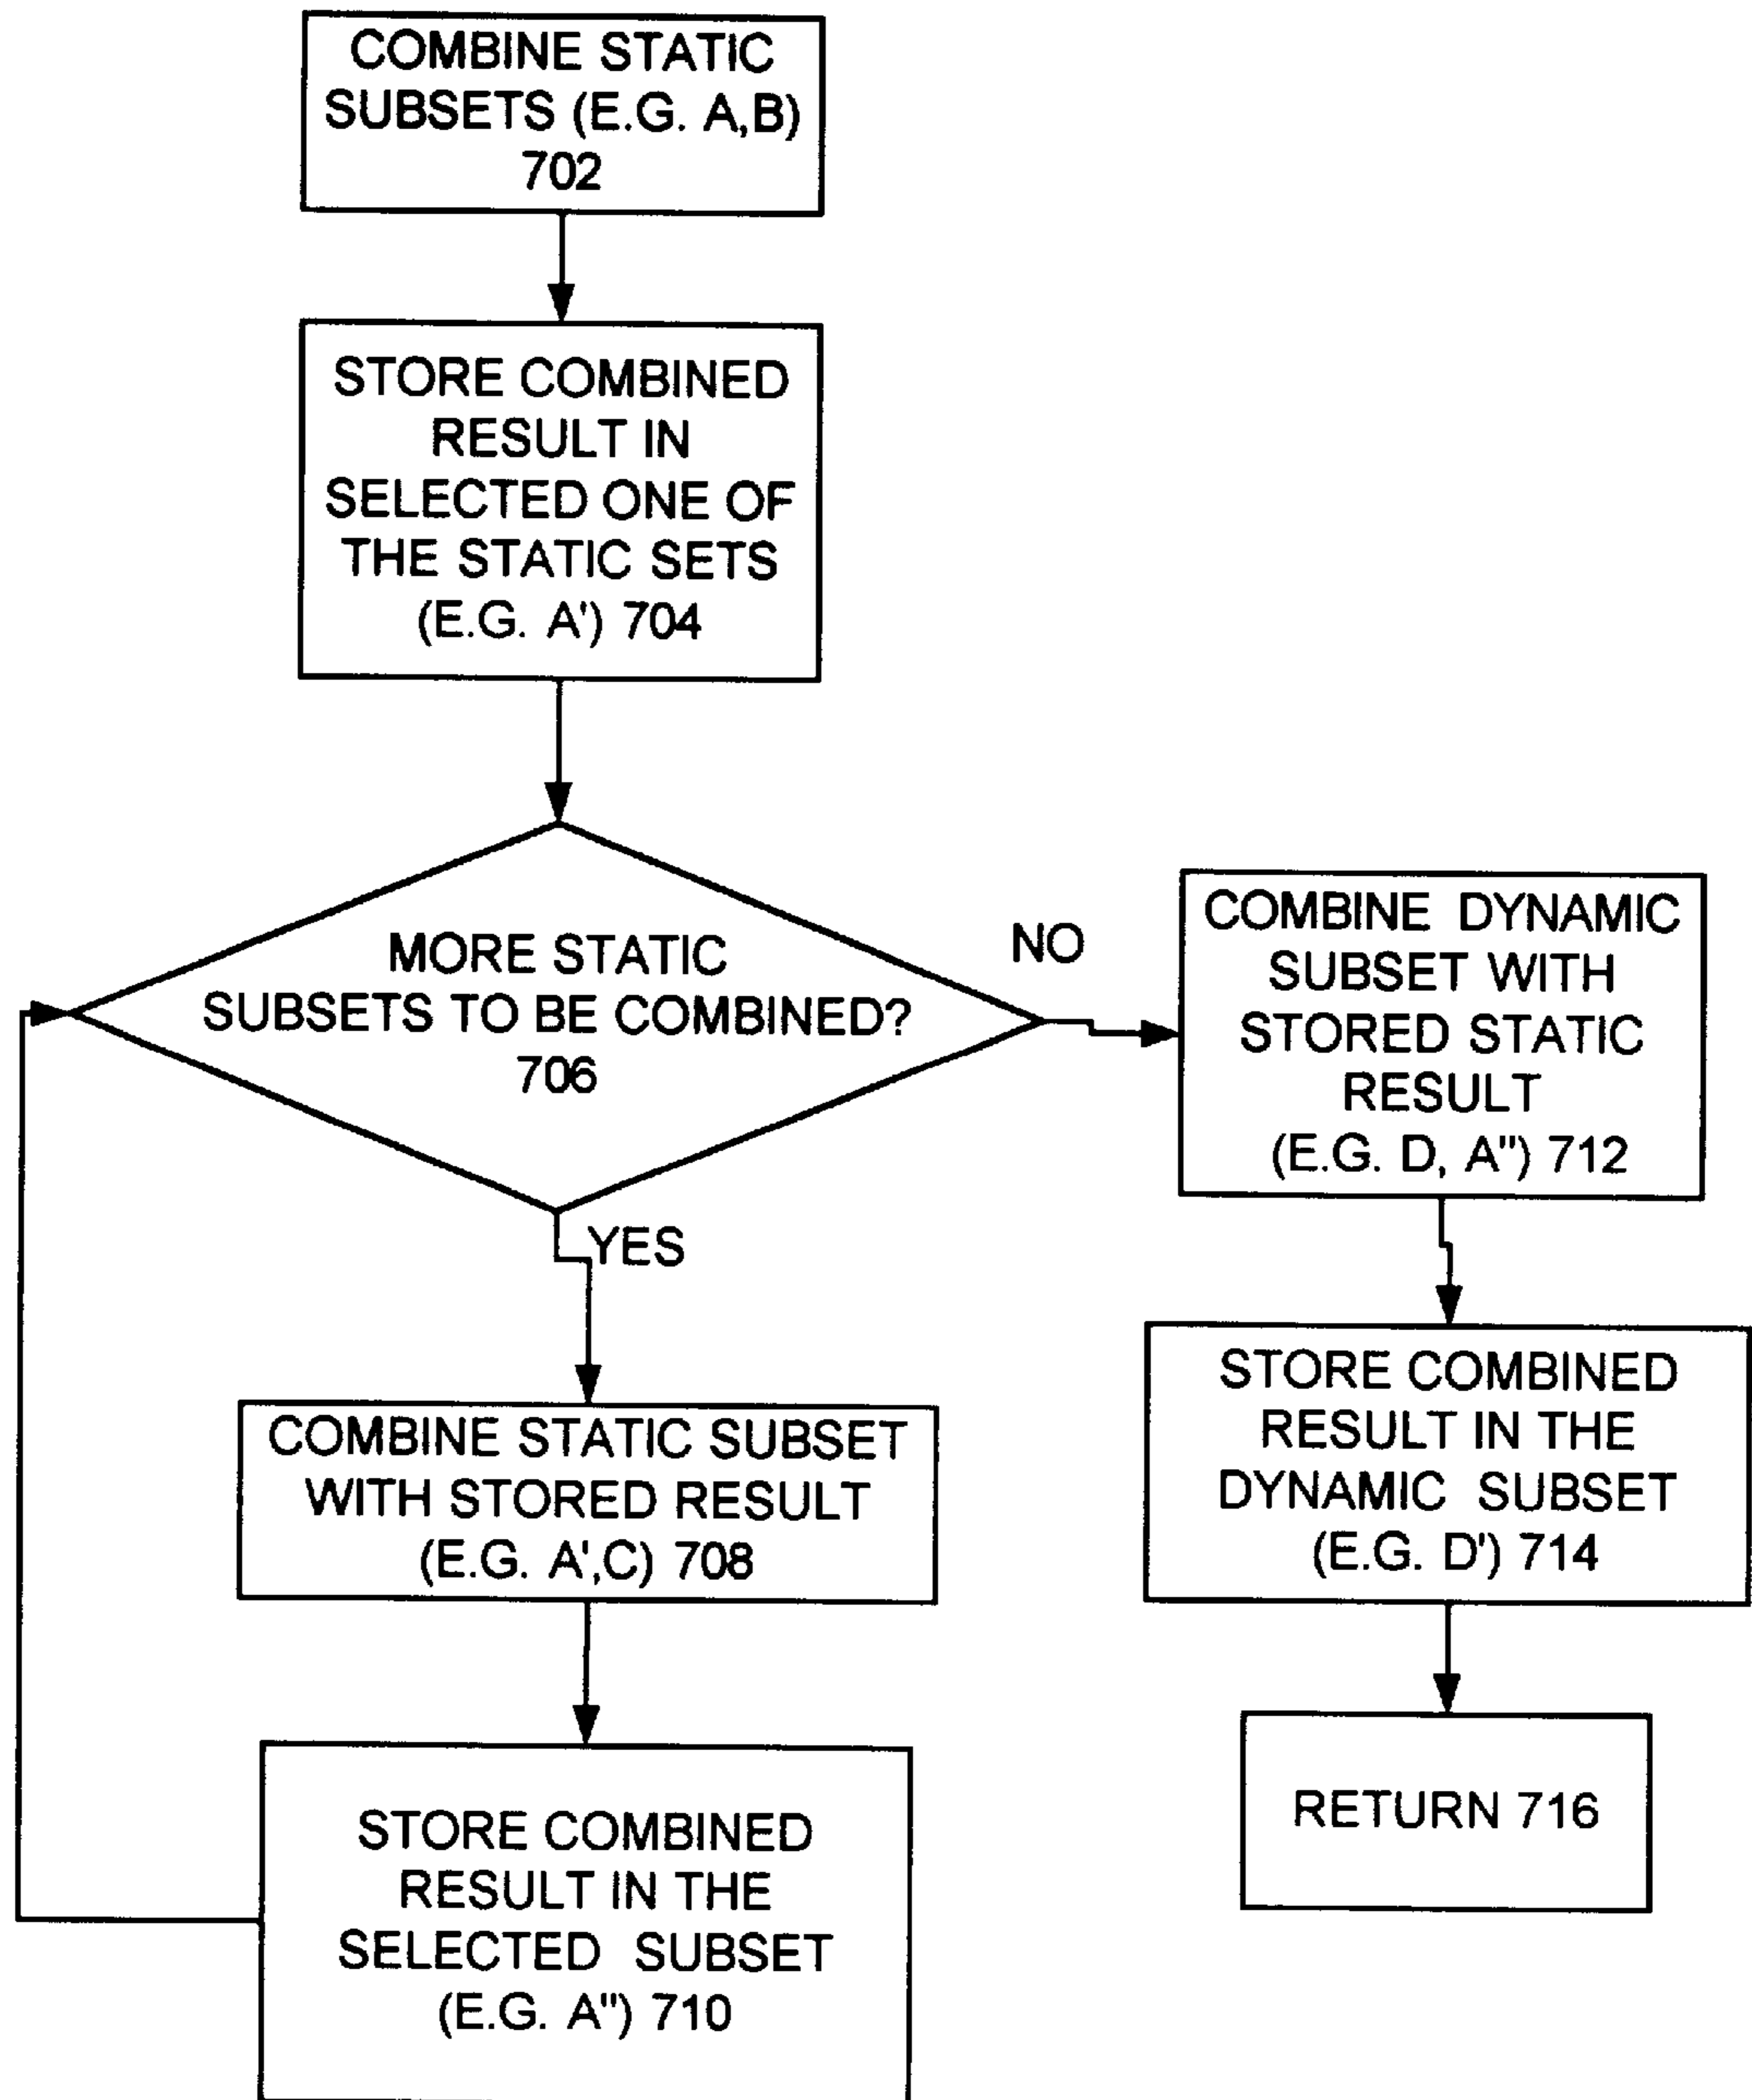 COMBINE STATIC
SUBSETS (E.G. A,B)
702
STORE COMBINED
RESULT IN
SELECTED ONE OF
THE STATIC SETS
(E.G. A') 704
MORE STATIC
SUBSETS TO BE COMBINED?
706
NO
YES
COMBINE DYNAMIC
SUBSET WITH
STORED STATIC
RESULT
(E.G. D, A") 712
COMBINE STATIC SUBSET
WITH STORED RESULT
(E.G. A',C) 708
STORE COMBINED
RESULT IN THE
DYNAMIC SUBSET
(E.G. D') 714
STORE COMBINED
RESULT IN THE
SELECTED SUBSET
(E.G. A") 710
RETURN 716